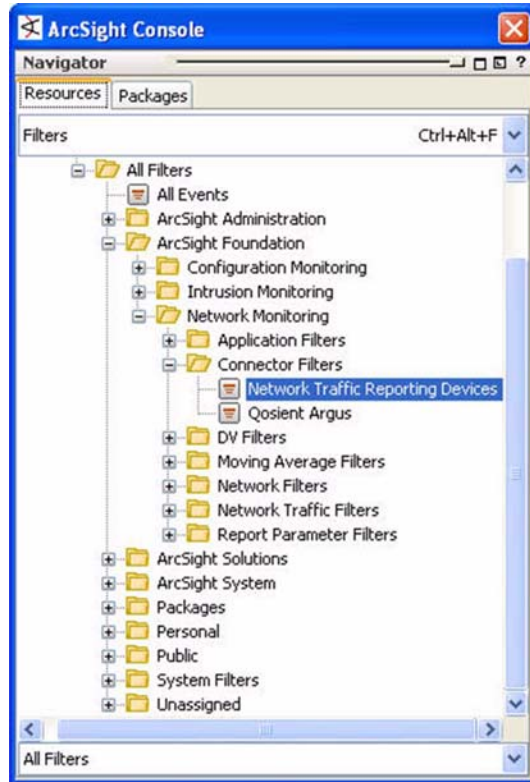 ArcSight Console
Navigator ?
Resources Packages
Filters Ctrl+Alt+F
All Filters
All Events
ArcSight Administration
ArcSight Foundation
Configuration Monitoring
Intrusion Monitoring
Network Monitoring
Application Filters
Connector Filters
Network Traffic Reporting Devices
Qosient Argus
DV Filters
Moving Average Filters
Network Filters
Network Traffic Filters
Report Parameter Filters
ArcSight Solutions
ArcSight System
Packages
Personal
Public
System Filters
Unassigned
All Filters